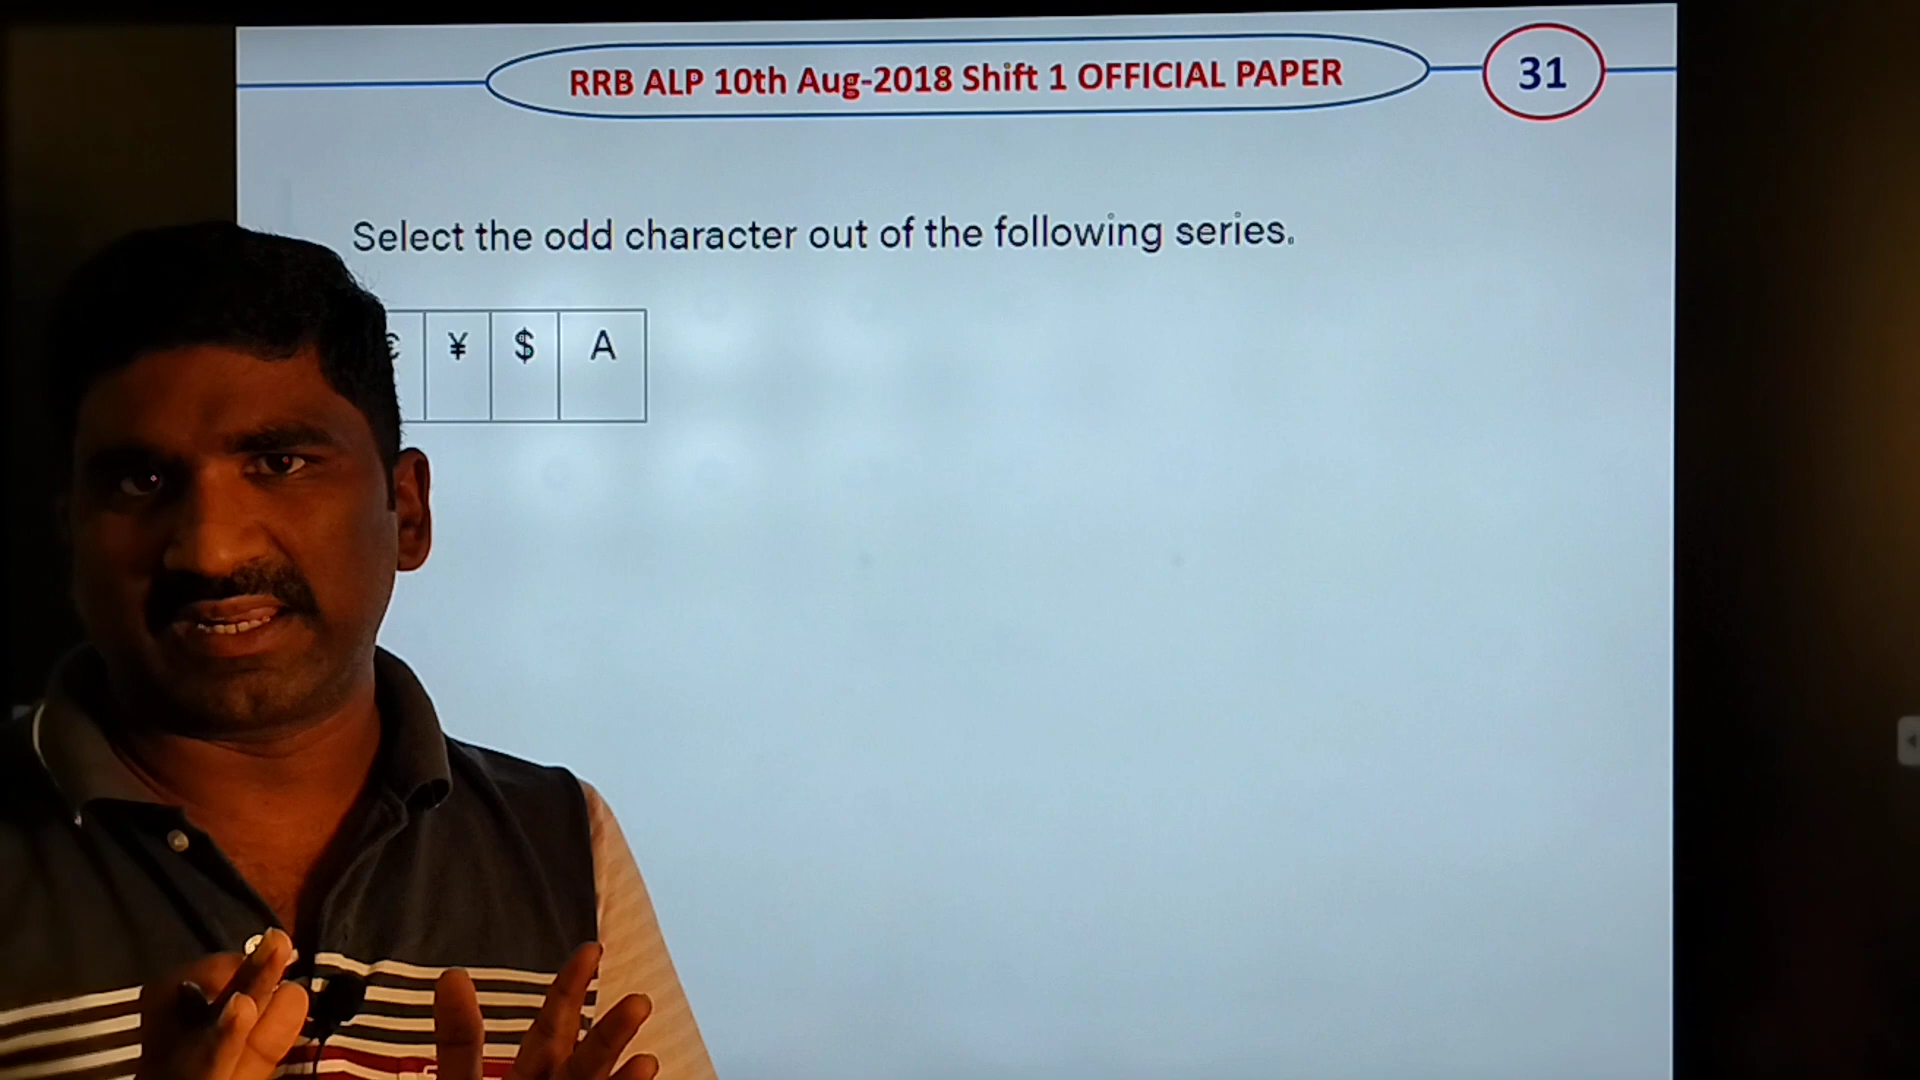 RRB ALP 10th Aug-2018 Shift 1 OFFICIAL PAPER
31
Select the odd character out of the following series.
€ ¥ $ A